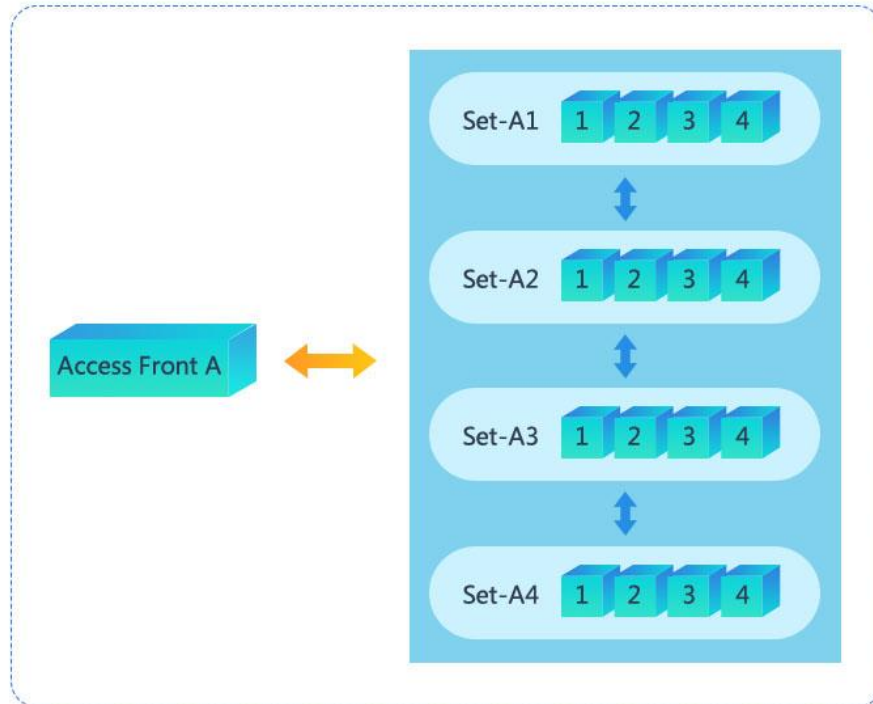 Set-A1 1 2 3 4
Set-A2 1 2 3 4
Access Front A
Set-A3 1 2 3 4
Set-A4 1 2 3 4